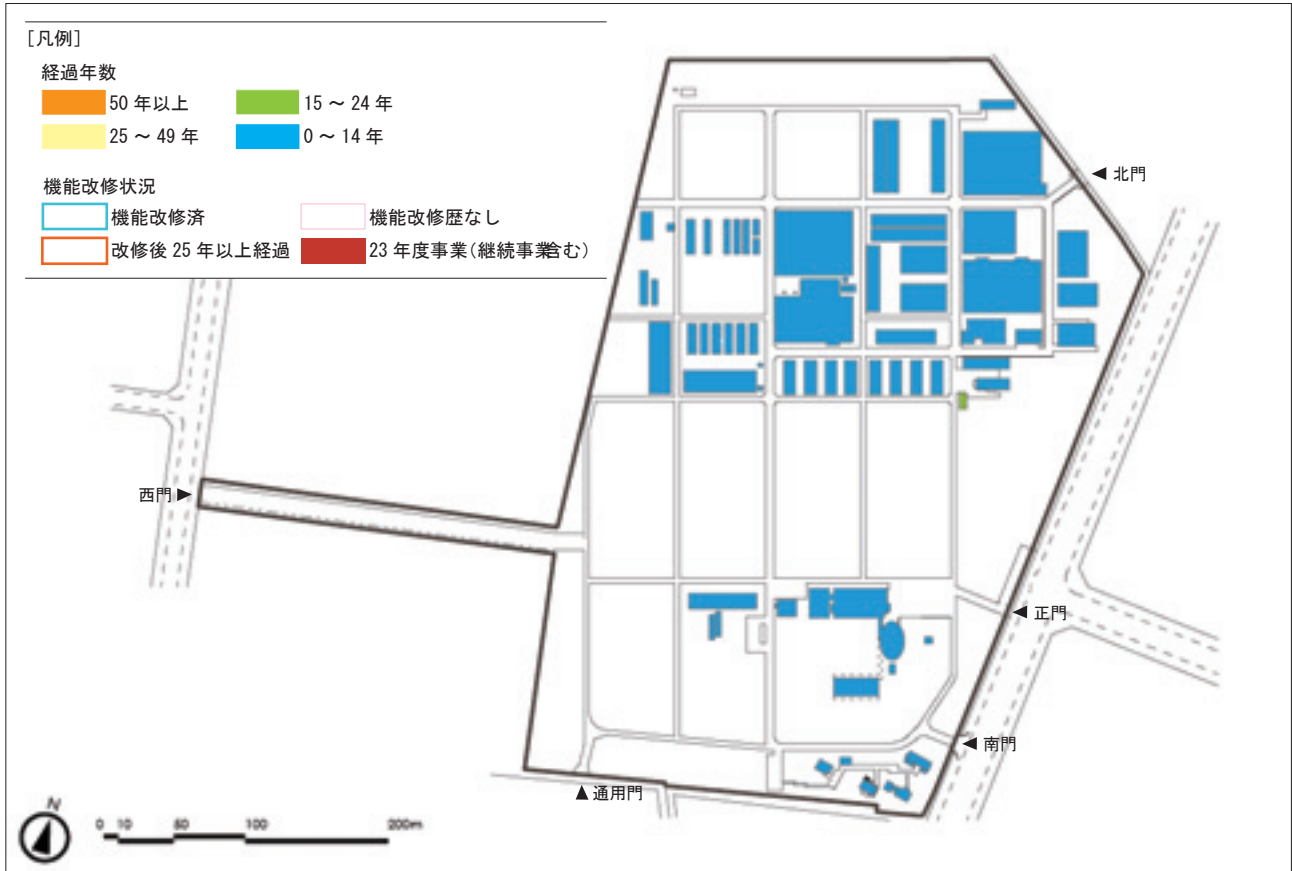 ［凡例］
経過年数
50 年以上
15 ～ 24 年
25 ～ 49 年
0 ～ 14 年
機能改修状況
機能改修済
機能改修歴なし
改修後 25 年以上経過
23 年度事業（継続事業含む）
◀ 北門
西門 ▶
◀ 正門
◀ 南門
▲ 通用門
N
0 10 50 100 200m